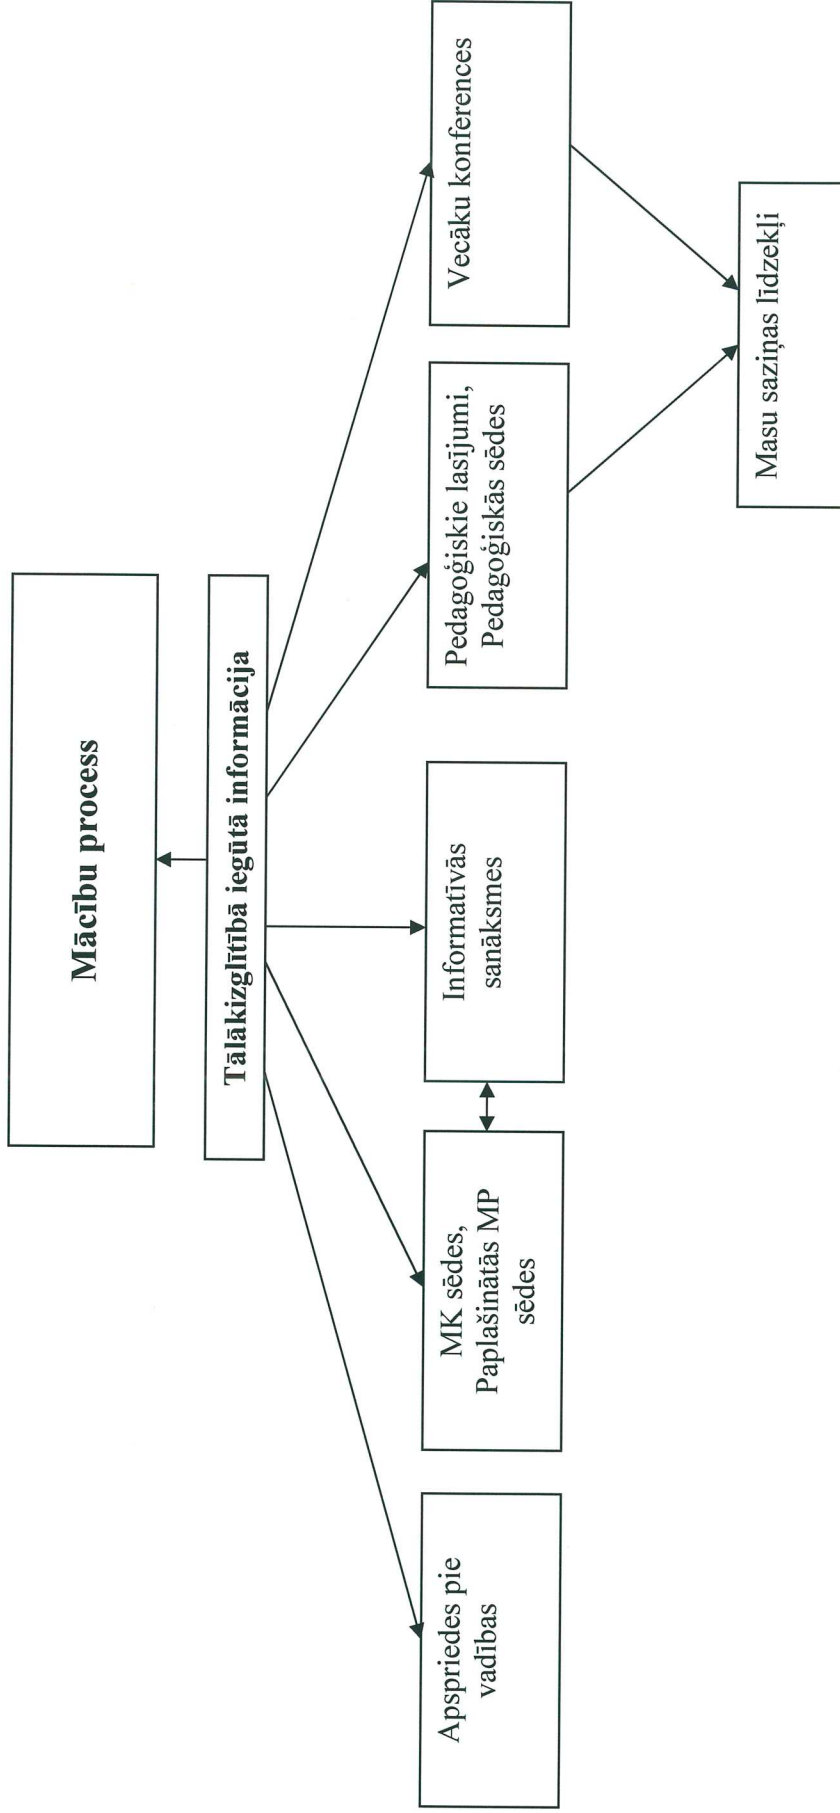 Mācību process
Tālākizglītībā iegūtā informācija
Apspriedes pie
vadības
MK sēdes,
Paplašinātās MP
sēdes
Informatīvās
sanāksmes
Pedagoģiskie lasījumi,
Pedagoģiskās sēdes
Vecāku konferences
Masu saziņas līdzekļi